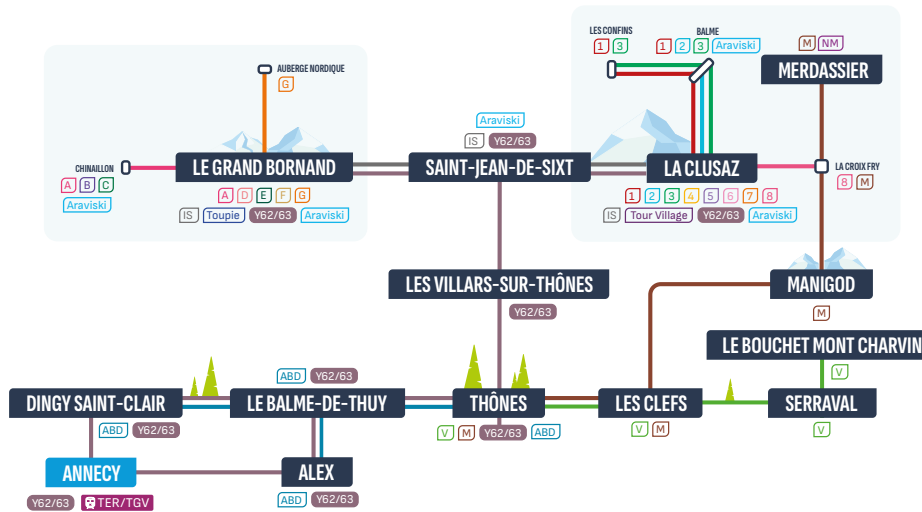 LES CONFINS
1 3
BALME
1 2 3 Araviski
M NM
MERDASSIER
AUBERGE NORDIQUE
G
Araviski
IS Y62/63
CHINAILLON
A B C
Araviski
LE GRAND BORNAND
A D E F G
IS Toupie Y62/63 Araviski
SAINT-JEAN-DE-SIXT
LA CLUSAZ
1 2 3 4 5 6 7 8
IS Tour Village Y62/63 Araviski
LA CROIX FRY
8 M
LES VILLARS-SUR-THÔNES
Y62/63
MANIGOD
M
LE BOUCHET MONT CHARVIN
V
ABD Y62/63
DINGY SAINT-CLAIR
ABD Y62/63
LE BALME-DE-THUY
THÔNES
V M Y62/63 ABD
LES CLEFS
V M
SERRAVAL
V
ANNECY
Y62/63 TER/TGV
ALEX
ABD Y62/63